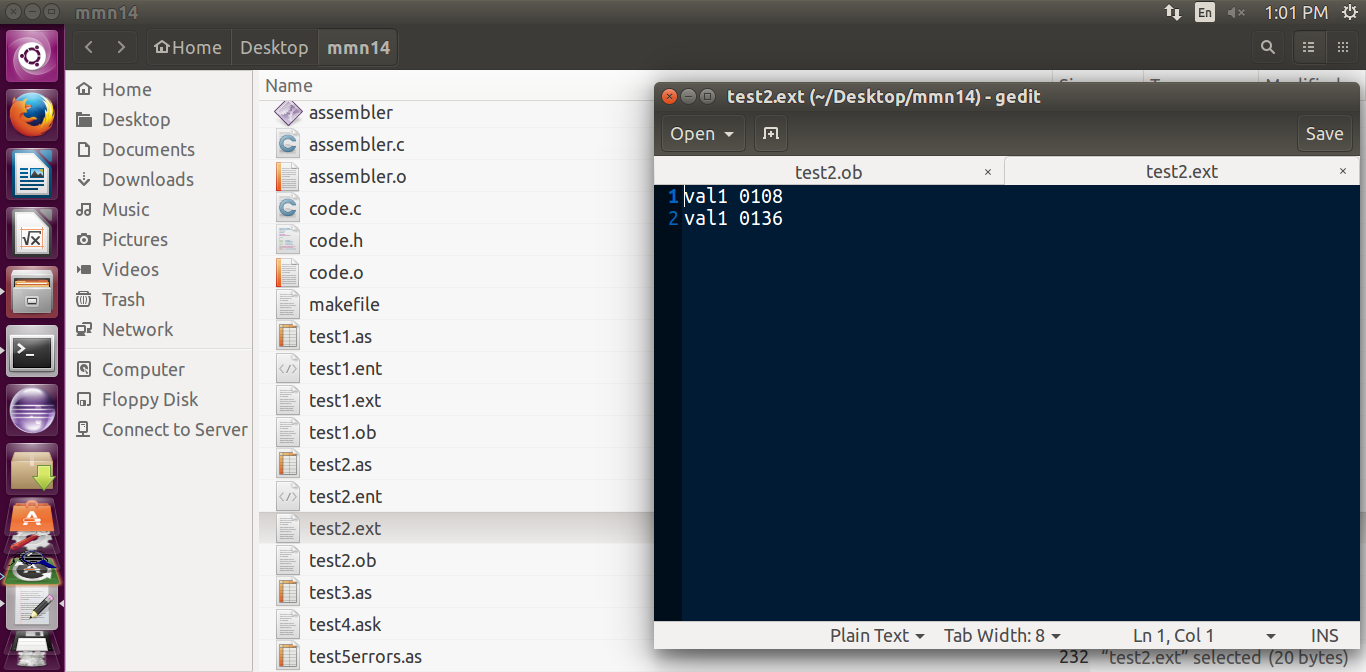 mmn14
En
1:01 PM
Home
Desktop
mmn14
Home
Desktop
Documents
Downloads
Music
Pictures
Videos
Trash
Network
Computer
Floppy Disk
Connect to Server
Name
assembler
assembler.c
assembler.o
code.c
code.h
code.o
makefile
test1.as
test1.ent
test1.ext
test1.ob
test2.as
test2.ent
test2.ext
test2.ob
test3.as
test4.ask
test5errors.as
test2.ext (~/Desktop/mmn14) - gedit
Open
Save
test2.ob ×
test2.ext ×
1 val1 0108
2 val1 0136
Plain Text
Tab Width: 8
Ln 1, Col 1
INS
232
“test2.ext” selected (20 bytes)